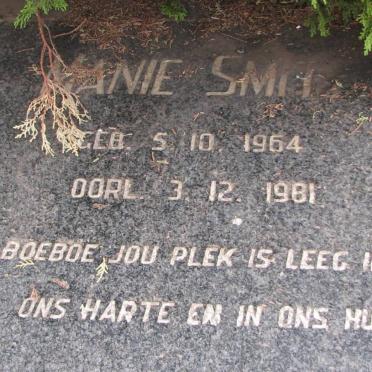 SMIT
GEB. 5. 10. 1964
OORL. 3. 12. 1981
BOEBOE JOU PLEK IS LEEG
ONS HARTE EN IN ONS